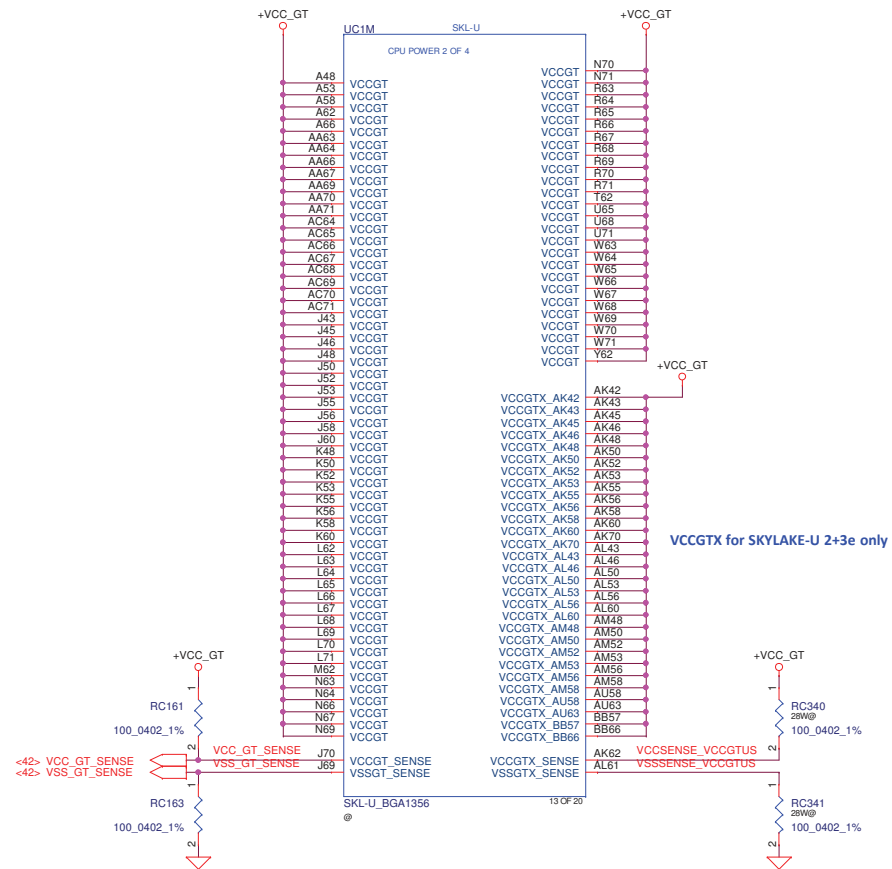 +VCC_GT
+VCC_GT
UC1M
SKL-U
CPU POWER 2 OF 4
A48 VCCGT
A53 VCCGT
A58 VCCGT
A62 VCCGT
A66 VCCGT
AA63 VCCGT
AA64 VCCGT
AA66 VCCGT
AA67 VCCGT
AA69 VCCGT
AA70 VCCGT
AA71 VCCGT
AC64 VCCGT
AC65 VCCGT
AC66 VCCGT
AC67 VCCGT
AC68 VCCGT
AC69 VCCGT
AC70 VCCGT
AC71 VCCGT
J43 VCCGT
J45 VCCGT
J46 VCCGT
J48 VCCGT
J50 VCCGT
J52 VCCGT
J53 VCCGT
J55 VCCGT
J56 VCCGT
J58 VCCGT
J60 VCCGT
K48 VCCGT
K50 VCCGT
K52 VCCGT
K53 VCCGT
K55 VCCGT
K56 VCCGT
K58 VCCGT
K60 VCCGT
L62 VCCGT
L63 VCCGT
L64 VCCGT
L65 VCCGT
L66 VCCGT
L67 VCCGT
L68 VCCGT
L69 VCCGT
L70 VCCGT
L71 VCCGT
M62 VCCGT
N63 VCCGT
N64 VCCGT
N66 VCCGT
N67 VCCGT
N69 VCCGT
VCCGT N70
VCCGT N71
VCCGT R63
VCCGT R64
VCCGT R65
VCCGT R66
VCCGT R67
VCCGT R68
VCCGT R69
VCCGT R70
VCCGT R71
VCCGT T62
VCCGT U65
VCCGT U68
VCCGT U71
VCCGT W63
VCCGT W64
VCCGT W65
VCCGT W66
VCCGT W67
VCCGT W68
VCCGT W69
VCCGT W70
VCCGT W71
VCCGT Y62
+VCC_GT
VCCGTX_AK42 AK42
VCCGTX_AK43 AK43
VCCGTX_AK45 AK45
VCCGTX_AK46 AK46
VCCGTX_AK48 AK48
VCCGTX_AK50 AK50
VCCGTX_AK52 AK52
VCCGTX_AK53 AK53
VCCGTX_AK55 AK55
VCCGTX_AK56 AK56
VCCGTX_AK58 AK58
VCCGTX_AK60 AK60
VCCGTX_AK70 AK70
VCCGTX_AL43 AL43
VCCGTX_AL46 AL46
VCCGTX_AL50 AL50
VCCGTX_AL53 AL53
VCCGTX_AL56 AL56
VCCGTX_AL60 AL60
VCCGTX_AM48 AM48
VCCGTX_AM50 AM50
VCCGTX_AM52 AM52
VCCGTX_AM53 AM53
VCCGTX_AM56 AM56
VCCGTX_AM58 AM58
VCCGTX_AU58 AU58
VCCGTX_AU63 AU63
VCCGTX_BB57 BB57
VCCGTX_BB66 BB66
VCCGTX for SKYLAKE-U 2+3e only
+VCC_GT
1
RC161
100_0402_1%
2
<42> VCC_GT_SENSE VCC_GT_SENSE J70 VCCGT_SENSE
<42> VSS_GT_SENSE VSS_GT_SENSE J69 VSSGT_SENSE
1
RC163
100_0402_1%
2
+VCC_GT
1
RC340
28W@
100_0402_1%
2
VCCGTX_SENSE AK62 VCCSENSE_VCCGTUS
VSSGTX_SENSE AL61 VSSSENSE_VCCGTUS
1
RC341
28W@
100_0402_1%
2
SKL-U_BGA1356
13 OF 20
@